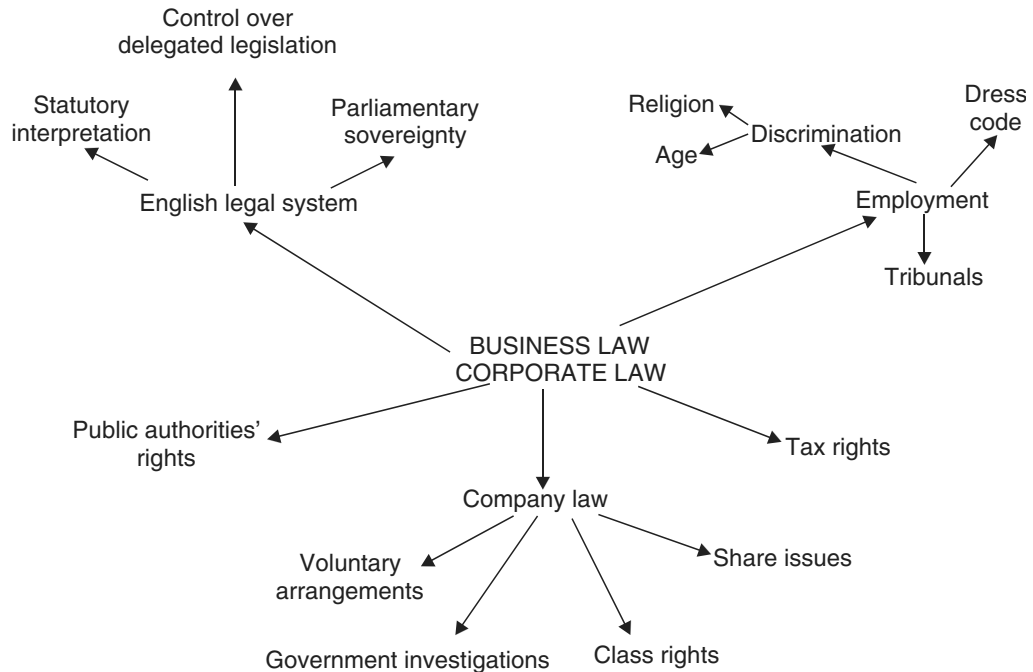 Control over
delegated legislation
Statutory
interpretation
Parliamentary
sovereignty
English legal system
Religion
Age
Discrimination
Dress
code
Employment
Tribunals
BUSINESS LAW
CORPORATE LAW
Public authorities’
rights
Tax rights
Company law
Voluntary
arrangements
Share issues
Government investigations
Class rights